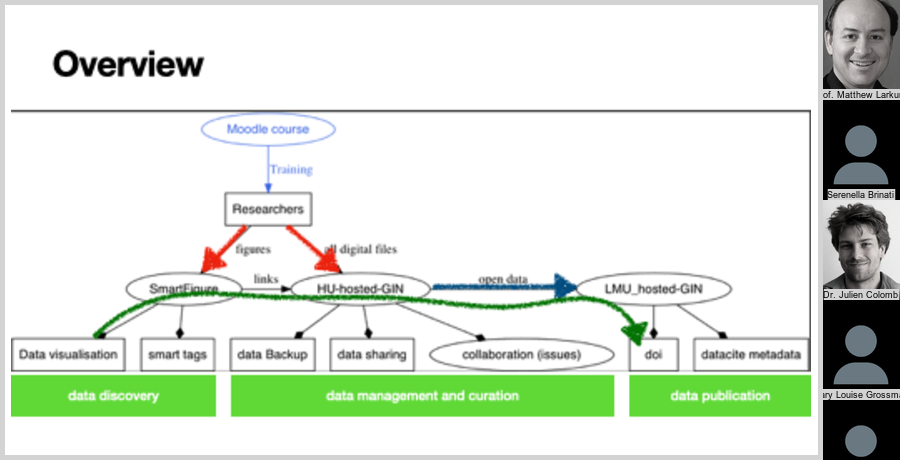 Overview
Moodle course
Training
Researchers
figures
all digital files
SmartFigure
links
HU-hosted-GIN
open data
LMU_hosted-GIN
Data visualisation
smart tags
data Backup
data sharing
collaboration (issues)
doi
datacite metadata
data discovery
data management and curation
data publication
of. Matthew Larku
Serenella Brinati
Dr. Julien Colomb
ary Louise Grossma